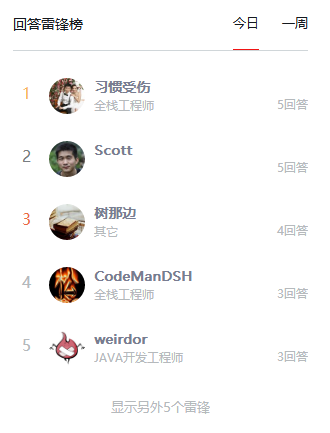 回答雷锋榜 今日 一周
1 习惯受伤
全栈工程师 5回答
2 Scott
5回答
3 树那边
其它 4回答
4 CodeManDSH
全栈工程师 3回答
5 weirdor
JAVA开发工程师 3回答
显示另外5个雷锋